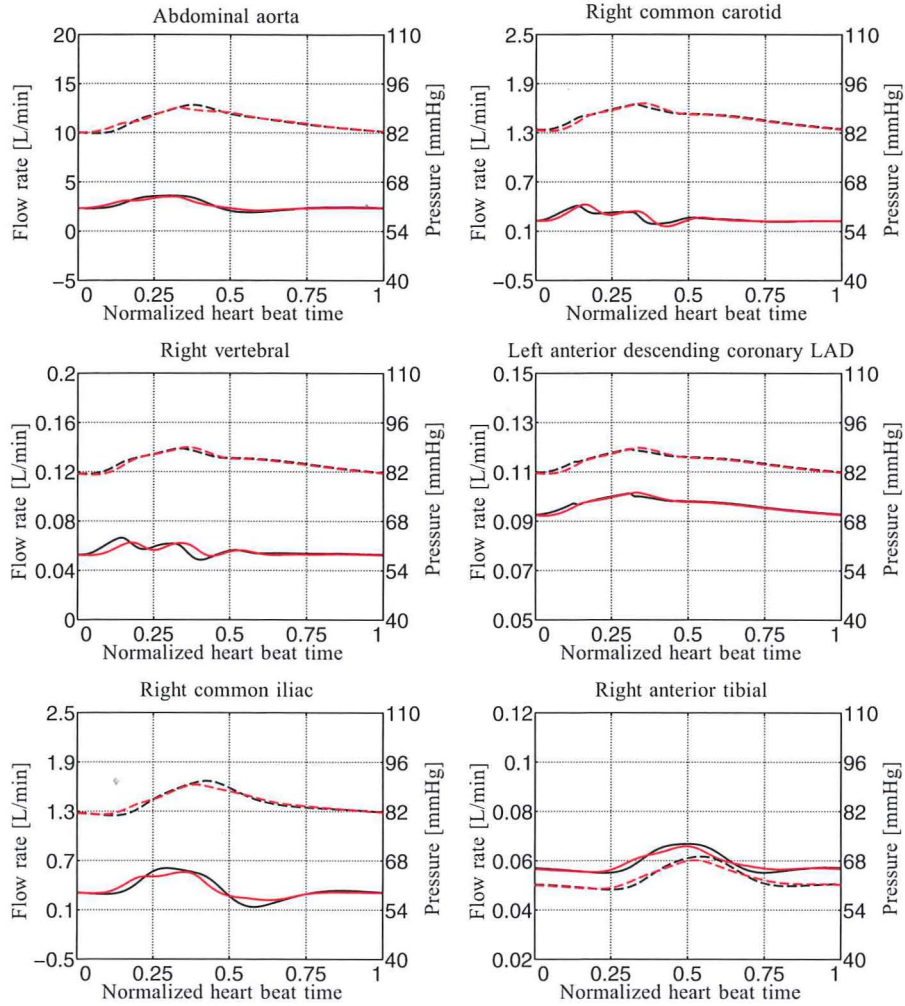 Abdominal aorta
20
15
10
5
0
−5
Flow rate [L/min]
110
96
82
68
54
40
Pressure [mmHg]
0 0.25 0.5 0.75 1
Normalized heart beat time
Right common carotid
2.5
1.9
1.3
0.7
0.1
−0.5
Flow rate [L/min]
110
96
82
68
54
40
Pressure [mmHg]
0 0.25 0.5 0.75 1
Normalized heart beat time
Right vertebral
0.2
0.16
0.12
0.08
0.04
0
Flow rate [L/min]
110
96
82
68
54
40
Pressure [mmHg]
0 0.25 0.5 0.75 1
Normalized heart beat time
Left anterior descending coronary LAD
0.15
0.13
0.11
0.09
0.07
0.05
Flow rate [L/min]
110
96
82
68
54
40
Pressure [mmHg]
0 0.25 0.5 0.75 1
Normalized heart beat time
Right common iliac
2.5
1.9
1.3
0.7
0.1
−0.5
Flow rate [L/min]
110
96
82
68
54
40
Pressure [mmHg]
0 0.25 0.5 0.75 1
Normalized heart beat time
Right anterior tibial
0.12
0.1
0.08
0.06
0.04
0.02
Flow rate [L/min]
110
96
82
68
54
40
Pressure [mmHg]
0 0.25 0.5 0.75 1
Normalized heart beat time